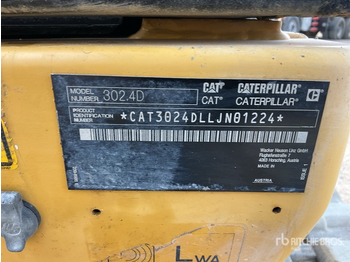 CAT CATERPILLAR
MODEL NUMBER 302.4D
CAT CATERPILLAR
PRODUCT IDENTIFICATION NUMBER
*CAT3024DLLJN01224*
Wacker Neuson Linz GmbH
Flughafenstrasse 7
4063 Hörsching, Austria
MADE IN
AUSTRIA
LWA
rb RITCHIE BROS